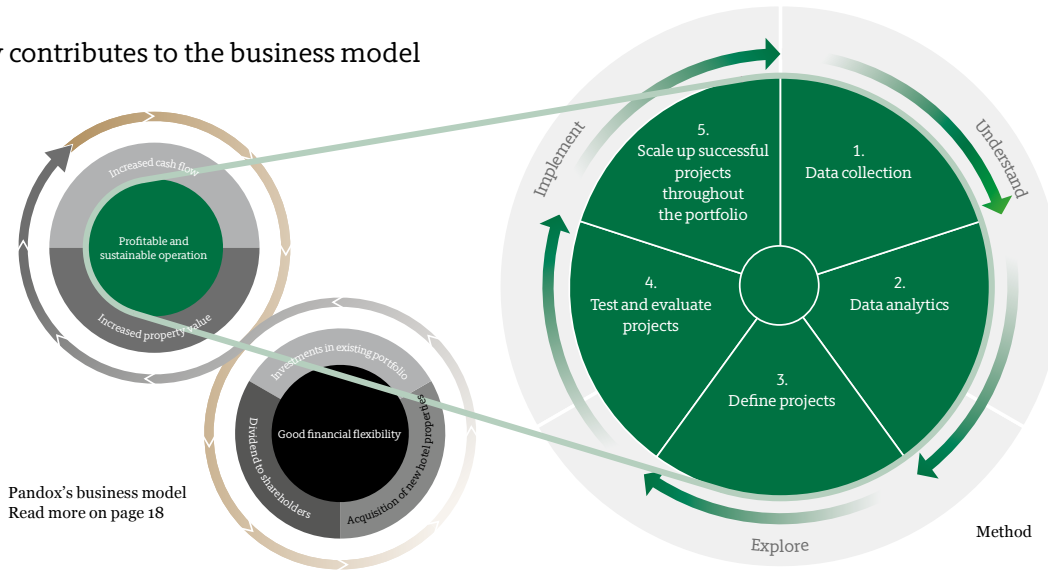 contributes to the business model
Increased cash flow
Profitable and
sustainable operation
Increased property value
Investments in existing portfolio
Good financial flexibility
Dividend to shareholders
Acquisition of new hotel properties
Pandox’s business model
Read more on page 18
Implement
Understand
Explore
5.
Scale up successful
projects
throughout
the portfolio
1.
Data collection
4.
Test and evaluate
projects
2.
Data analytics
3.
Define projects
Method